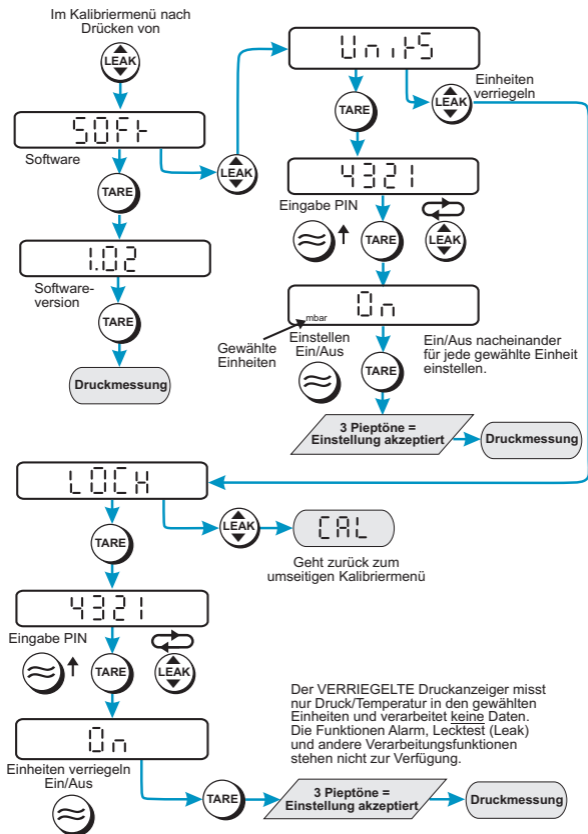 Im Kalibriermenü nach
Drücken von
LEAK
SOFt
Software
LEAK
TARE
1.02
Software-
version
TARE
Druckmessung
UnitS
TARE
LEAK
Einheiten
verriegeln
4321
Eingabe PIN
TARE
LEAK
On
mbar
Gewählte
Einheiten
Einstellen
Ein/Aus
TARE
Ein/Aus nacheinander
für jede gewählte Einheit
einstellen.
3 Pieptöne =
Einstellung akzeptiert
Druckmessung
LOCK
TARE
LEAK
CAL
Geht zurück zum
umseitigen Kalibriermenü
4321
Eingabe PIN
TARE
LEAK
On
Einheiten verriegeln
Ein/Aus
TARE
3 Pieptöne =
Einstellung akzeptiert
Druckmessung
Der VERRIEGELTE Druckanzeiger misst
nur Druck/Temperatur in den gewählten
Einheiten und verarbeitet keine Daten.
Die Funktionen Alarm, Lecktest (Leak)
und andere Verarbeitungsfunktionen
stehen nicht zur Verfügung.